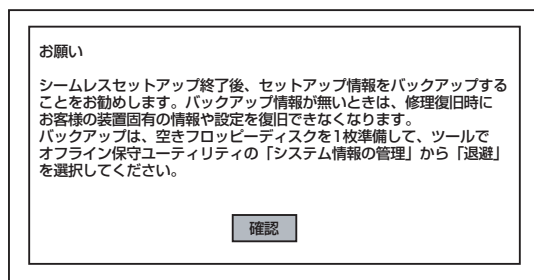 お願い
シームレスセットアップ終了後、セットアップ情報をバックアップする
ことをお勧めします。バックアップ情報が無いときは、修理復旧時に
お客様の装置固有の情報や設定を復旧できなくなります。
バックアップは、空きフロッピーディスクを1枚準備して、ツールで
オフライン保守ユーティリティの「システム情報の管理」から「退避」
を選択してください。
確認